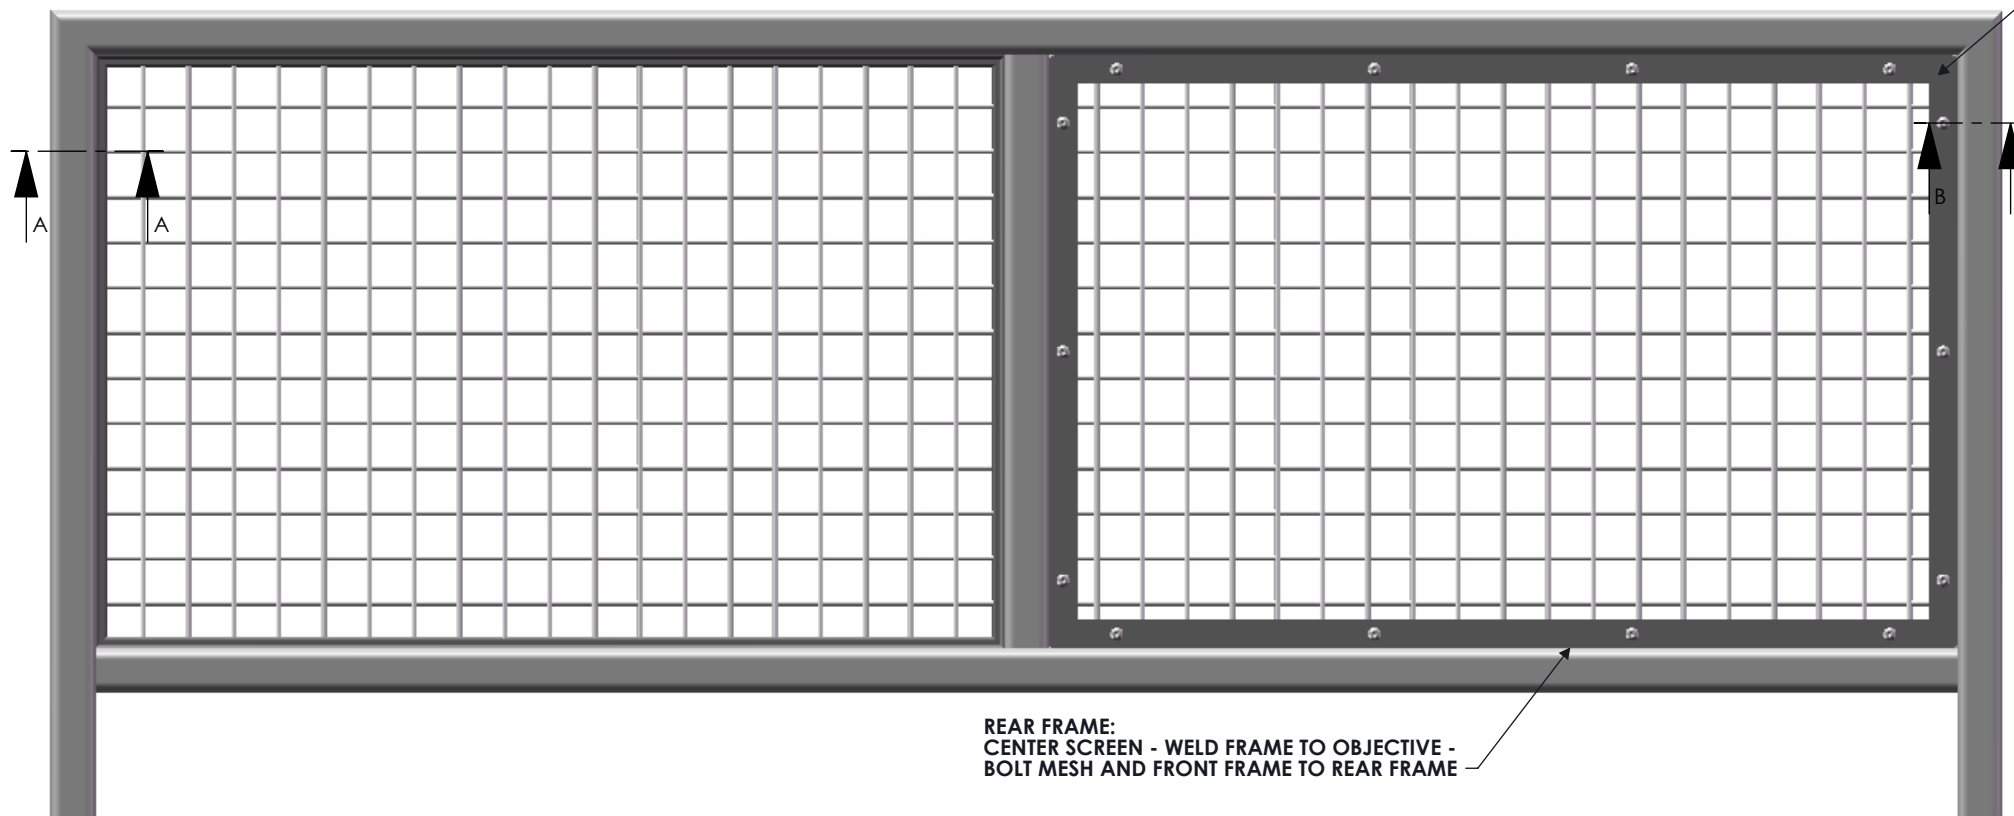 A
A
B
REAR FRAME:
CENTER SCREEN - WELD FRAME TO OBJECTIVE -
BOLT MESH AND FRONT FRAME TO REAR FRAME